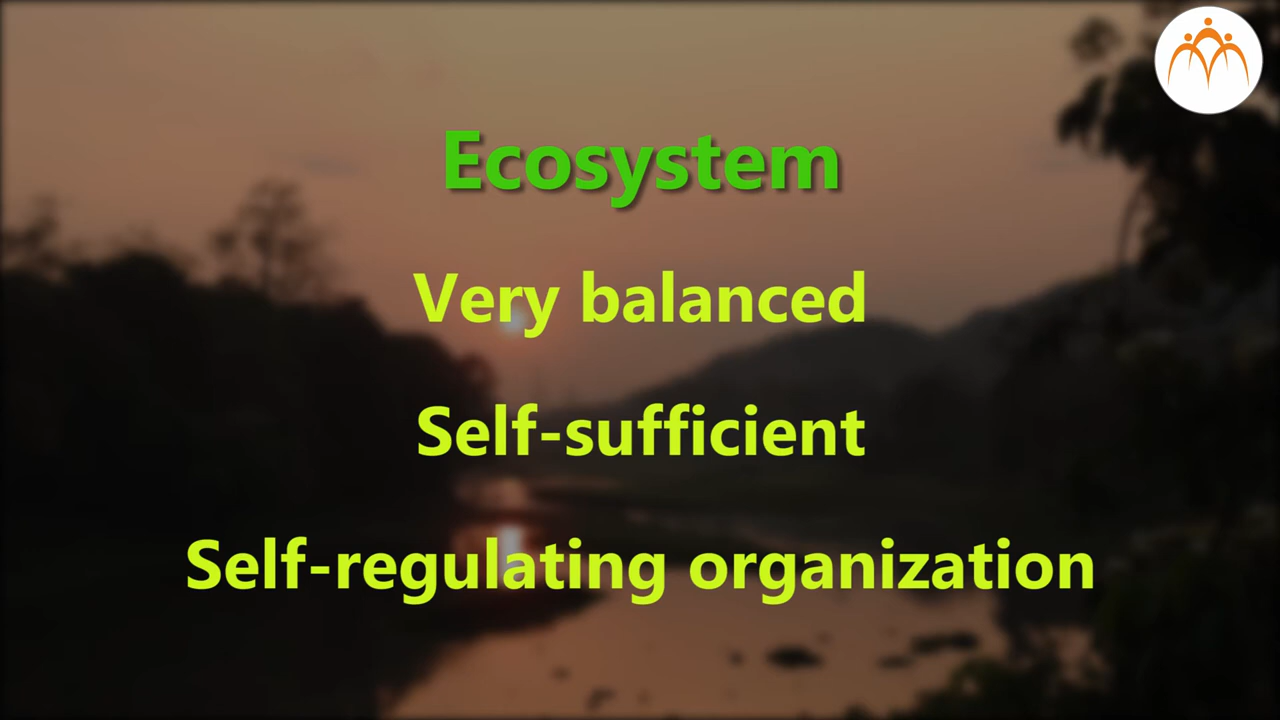 Ecosystem
Very balanced
Self-sufficient
Self-regulating organization